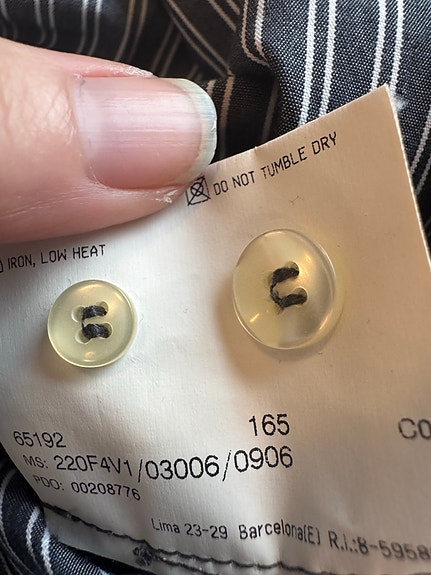 DO NOT TUMBLE DRY
IRON, LOW HEAT
65192 165 CO
MS: 220F4V1/03006/0906
PDO: 00208776
Lima 23-29 Barcelona(E) R.I.:8-5958